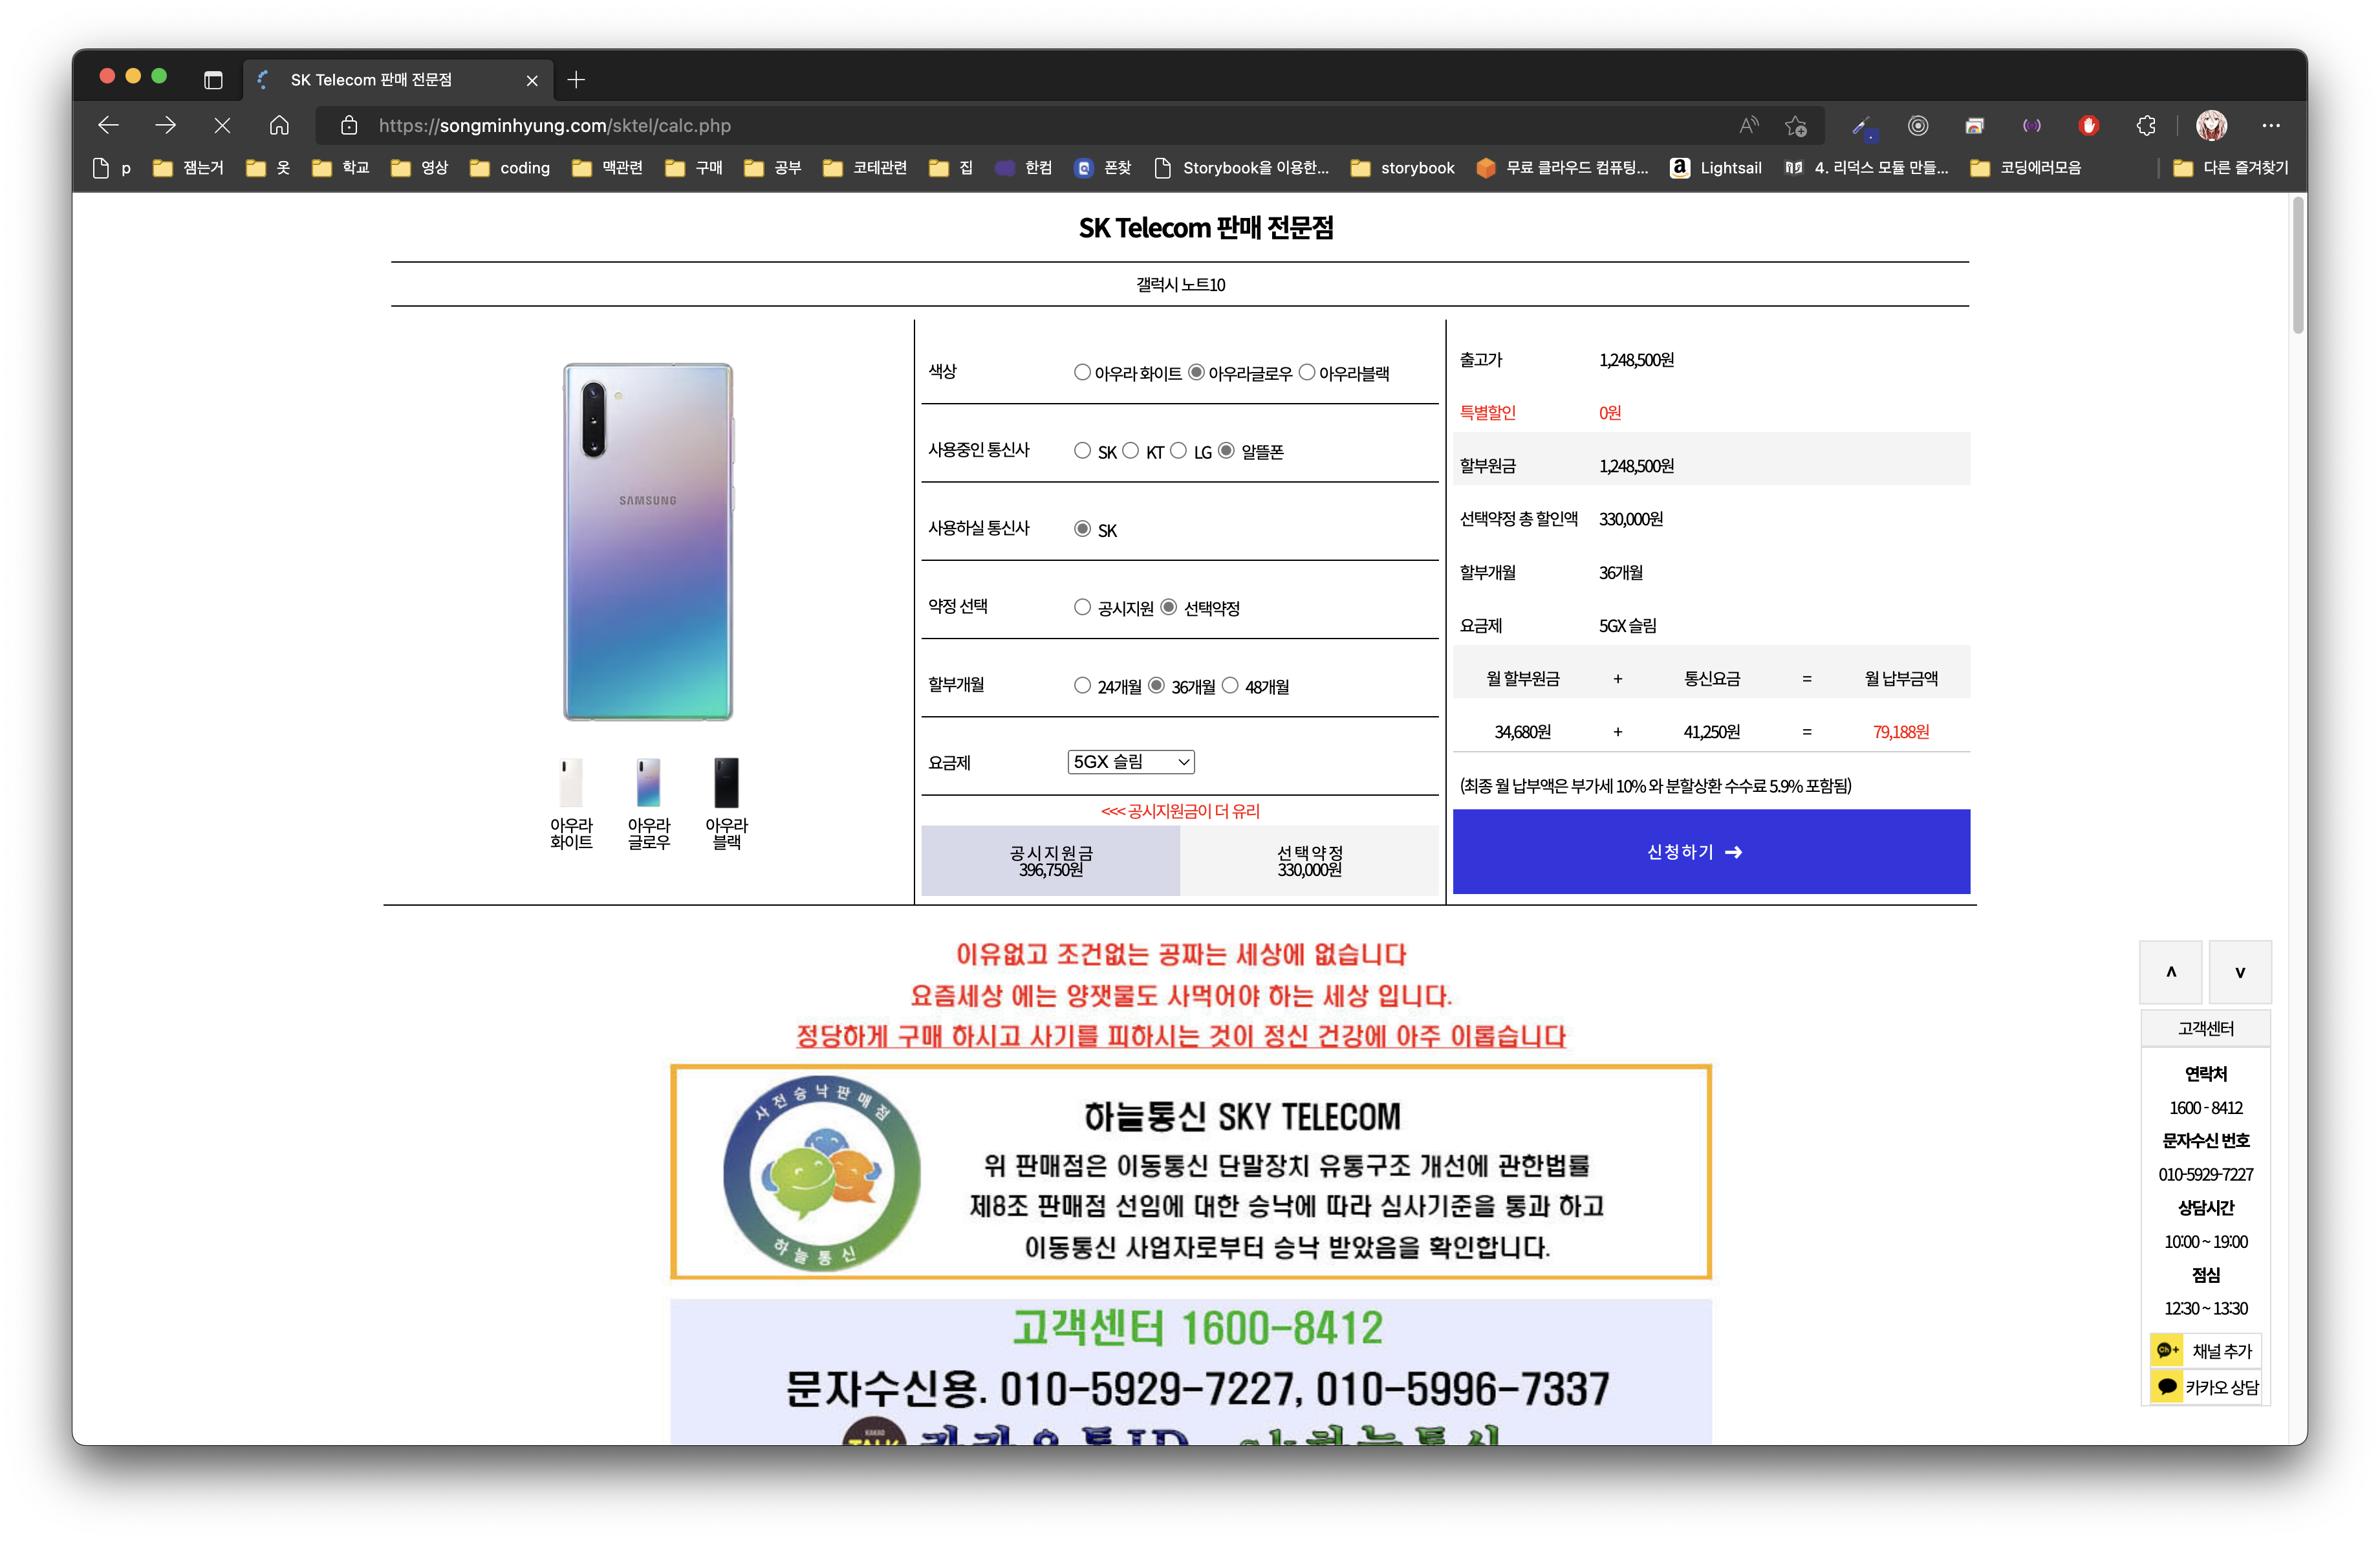 SK Telecom 판매 전문점
https://songminhyung.com/sktel/calc.php
p 잼는거 옷 학교 영상 coding 맥관련 구매 공부 코테관련 집 한컴 폰찾 Storybook을 이용한... storybook 무료 클라우드 컴퓨팅... Lightsail 4. 리덕스 모듈 만들... 코딩에러모음 다른 즐겨찾기
SK Telecom 판매 전문점
갤럭시 노트10
SAMSUNG
아우라 화이트
아우라 글로우
아우라 블랙
색상 아우라 화이트 아우라글로우 아우라블랙
사용중인 통신사 SK KT LG 알뜰폰
사용하실 통신사 SK
약정 선택 공시지원 선택약정
할부개월 24개월 36개월 48개월
요금제 5GX 슬림
<<< 공시지원금이 더 유리
공시지원금 선택약정
396,750원 330,000원
출고가 1,248,500원
특별할인 0원
할부원금 1,248,500원
선택약정 총 할인액 330,000원
할부개월 36개월
요금제 5GX 슬림
월 할부원금 + 통신요금 = 월 납부금액
34,680원 + 41,250원 = 79,188원
(최종 월 납부액은 부가세 10% 와 분할상환 수수료 5.9% 포함됨)
신청하기 →
이유없고 조건없는 공짜는 세상에 없습니다
요즘세상 에는 양잿물도 사먹어야 하는 세상 입니다.
정당하게 구매 하시고 사기를 피하시는 것이 정신 건강에 아주 이롭습니다
사전승낙판매점
하늘통신
하늘통신 SKY TELECOM
위 판매점은 이동통신 단말장치 유통구조 개선에 관한법률
제8조 판매점 선임에 대한 승낙에 따라 심사기준을 통과 하고
이동통신 사업자로부터 승낙 받았음을 확인합니다.
고객센터 1600-8412
문자수신용. 010-5929-7227, 010-5996-7337
KAKAO
TALK
ʌ v
고객센터
연락처
1600 - 8412
문자수신 번호
010-5929-7227
상담시간
10:00 ~ 19:00
점심
12:30 ~ 13:30
Ch+ 채널 추가
카카오 상담